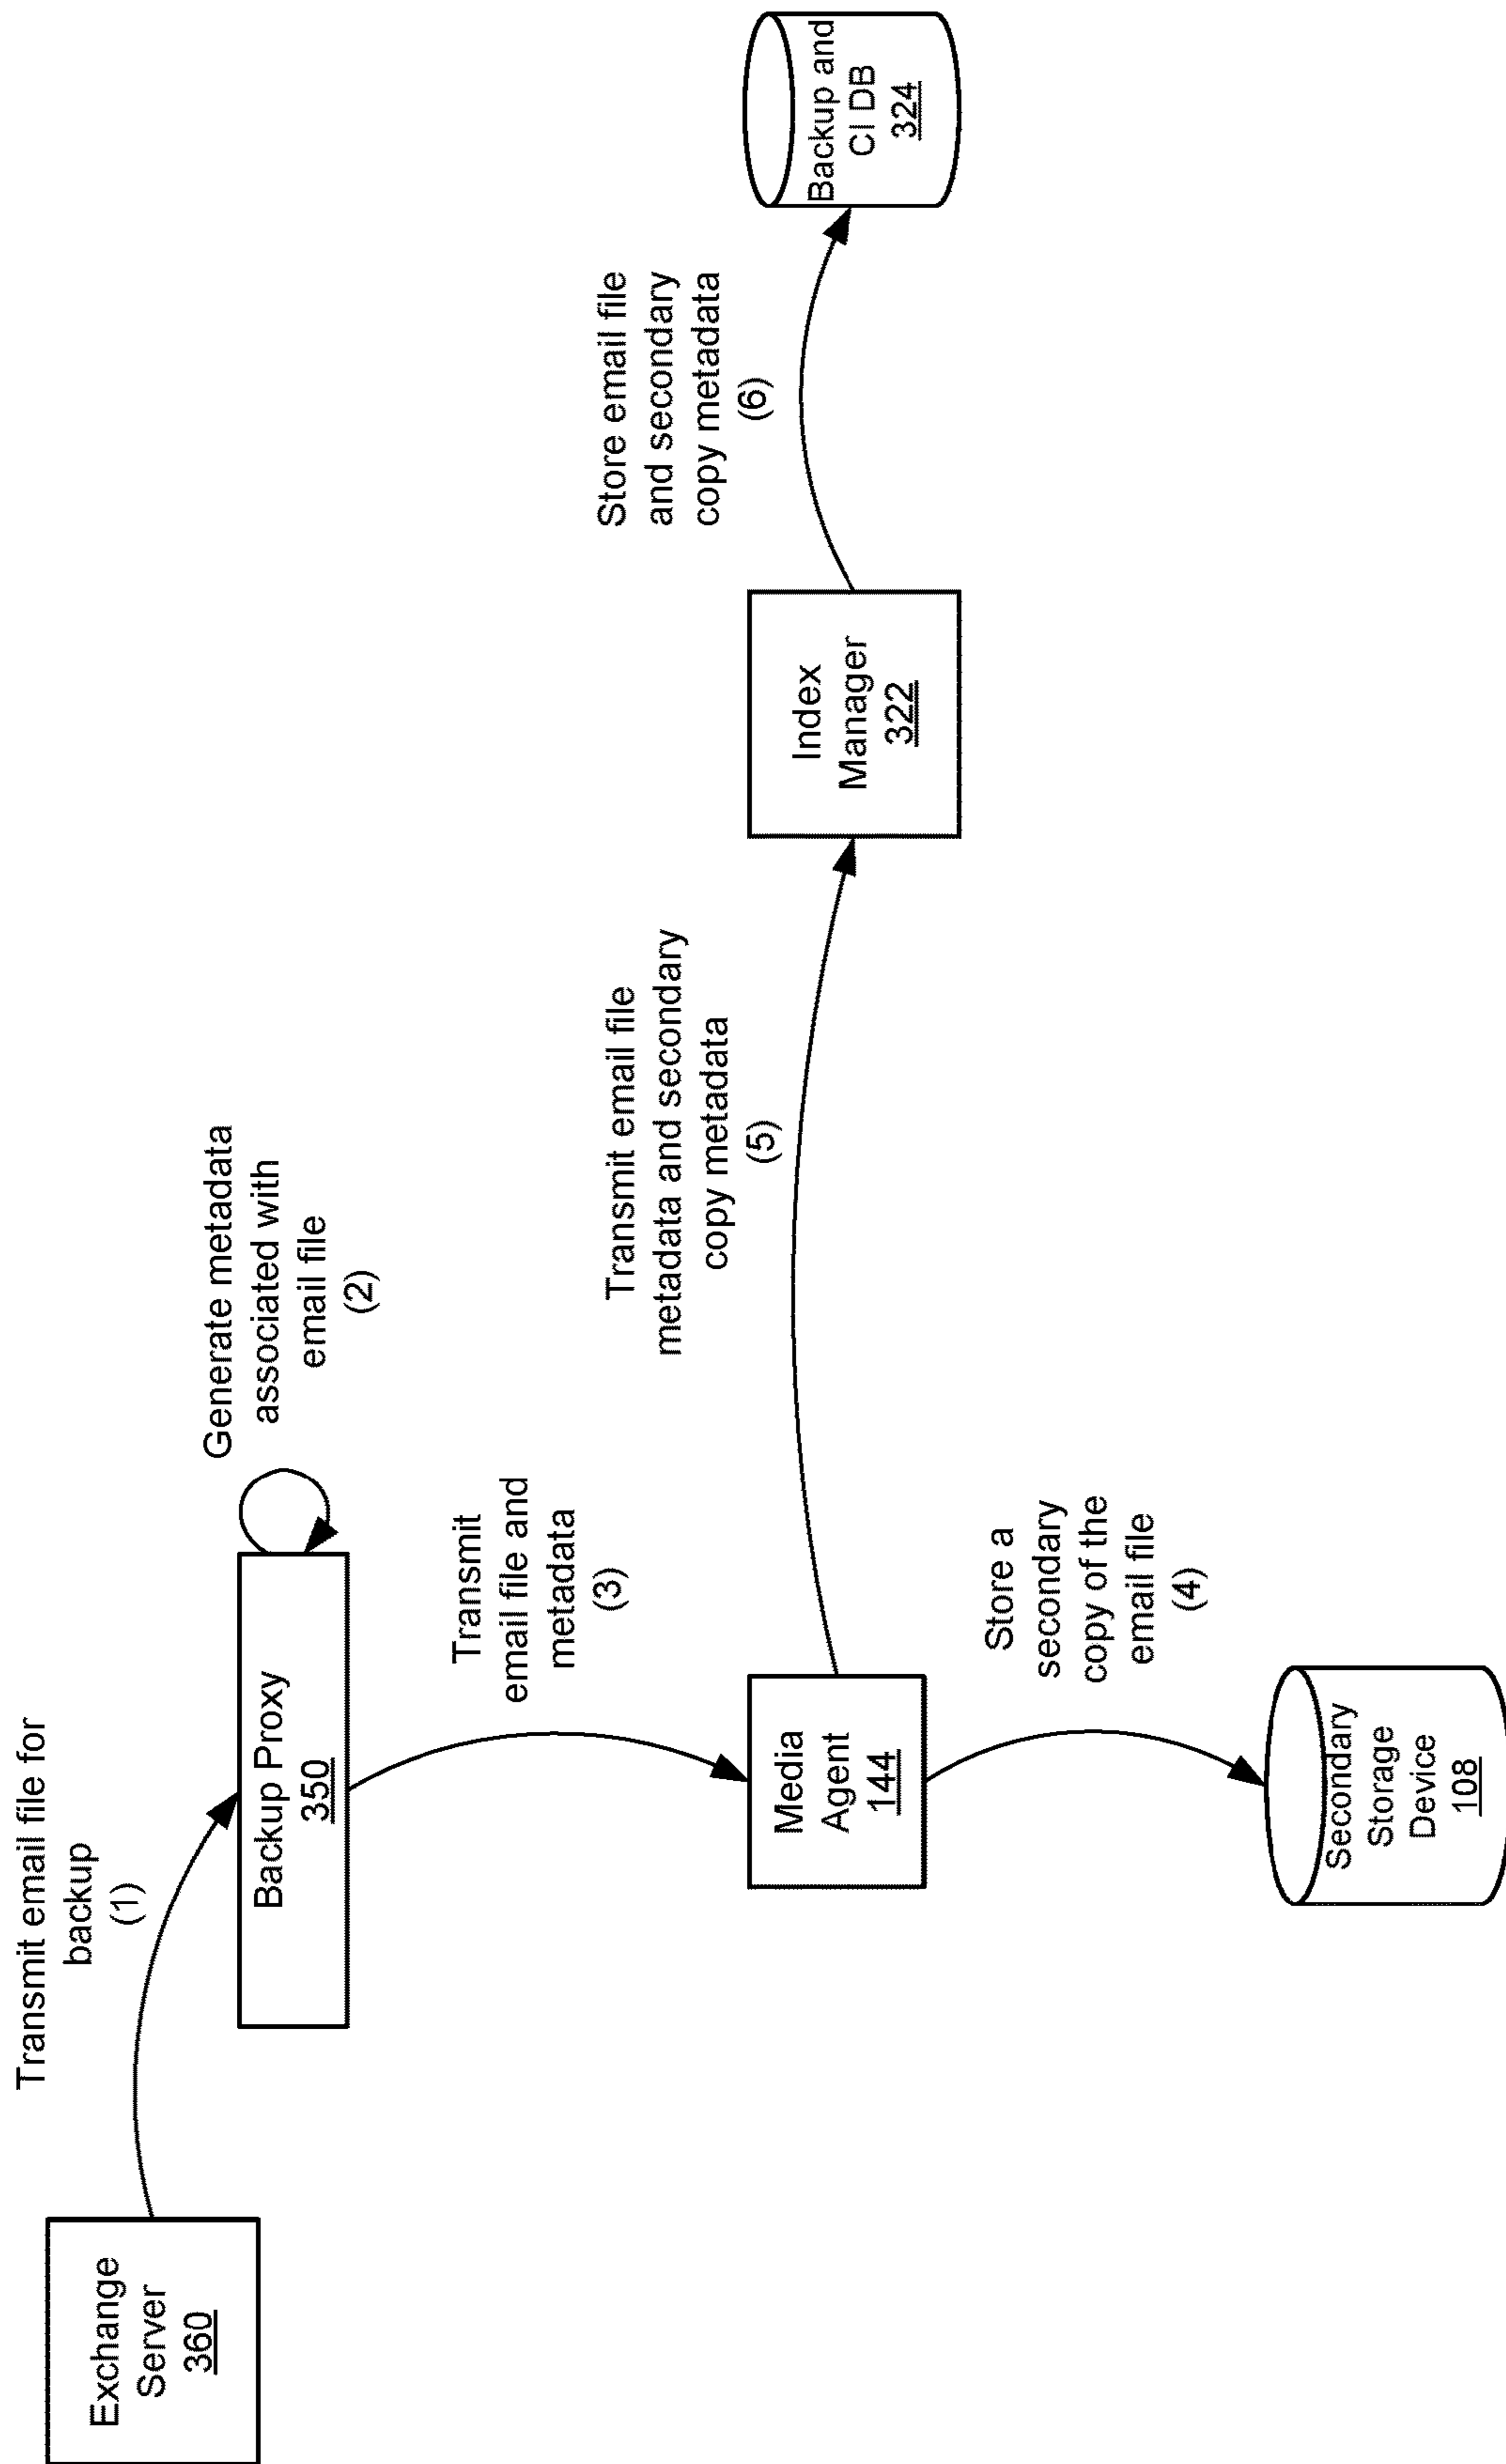 Exchange
Server
360
Transmit email file for
backup
(1)
Backup Proxy
350
Generate metadata
associated with
email file
(2)
Transmit
email file and
metadata
(3)
Media
Agent
144
Store a
secondary
copy of the
email file
(4)
Secondary
Storage
Device
108
Transmit email file
metadata and secondary
copy metadata
(5)
Index
Manager
322
Store email file
and secondary
copy metadata
(6)
Backup and
CI DB
324